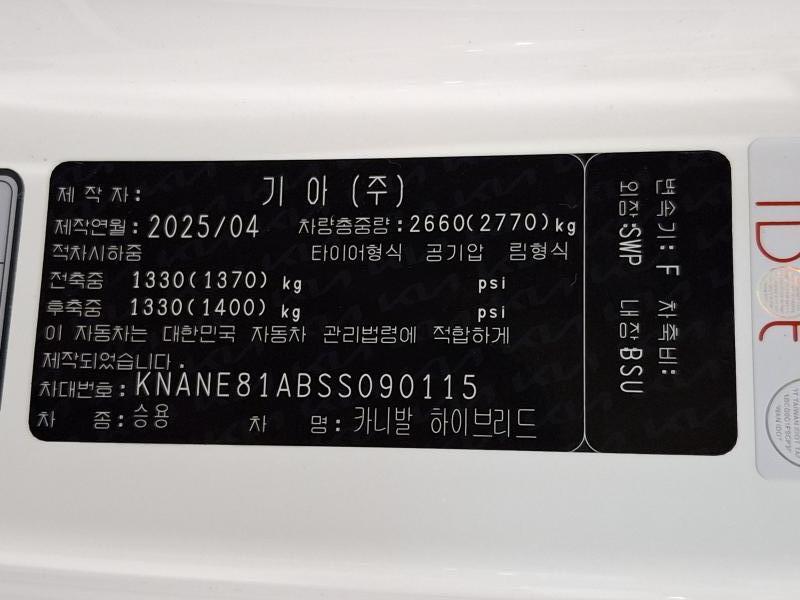 제 작 자: 기 아 (주)
제작연월: 2025/04 차량총중량: 2660(2770)kg
적차시하중 타이어형식 공기압 림형식
전축중 1330(1370) kg psi
후축중 1330(1400) kg psi
이 자동차는 대한민국 자동차 관리법령에 적합하게
제작되었습니다.
차대번호: KNANE81ABSS090115
차 종: 승용 차 명: 카니발 하이브리드
변속기: F 차축비:
외장: SWP 내장: BSU